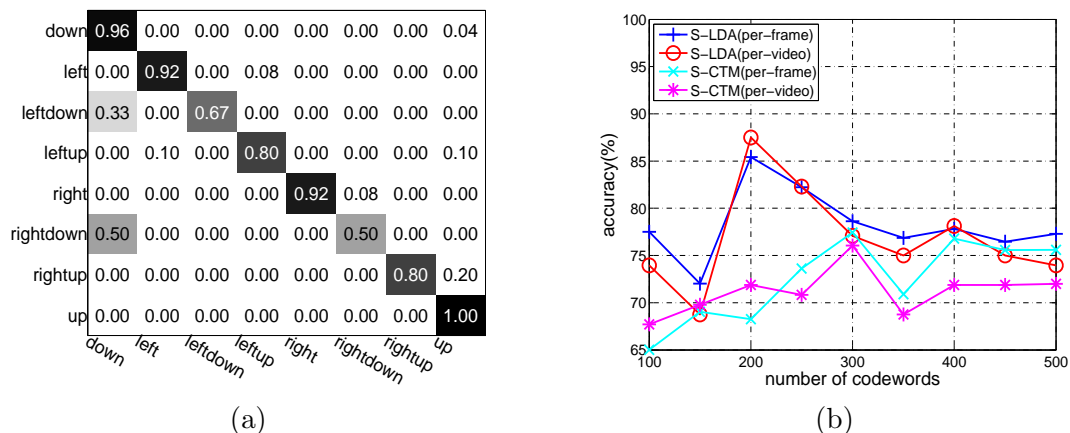 down 0.96 0.00 0.00 0.00 0.00 0.00 0.00 0.04
left 0.00 0.92 0.00 0.08 0.00 0.00 0.00 0.00
leftdown 0.33 0.00 0.67 0.00 0.00 0.00 0.00 0.00
leftup 0.00 0.10 0.00 0.80 0.00 0.00 0.00 0.10
right 0.00 0.00 0.00 0.00 0.92 0.08 0.00 0.00
rightdown 0.50 0.00 0.00 0.00 0.00 0.50 0.00 0.00
rightup 0.00 0.00 0.00 0.00 0.00 0.00 0.80 0.20
up 0.00 0.00 0.00 0.00 0.00 0.00 0.00 1.00
down left leftdown leftup right rightdown rightup up
(a)
100
95
90
85
80
75
70
65
accuracy(%)
S-LDA(per-frame)
S-LDA(per-video)
S-CTM(per-frame)
S-CTM(per-video)
100 200 300 400 500
number of codewords
(b)